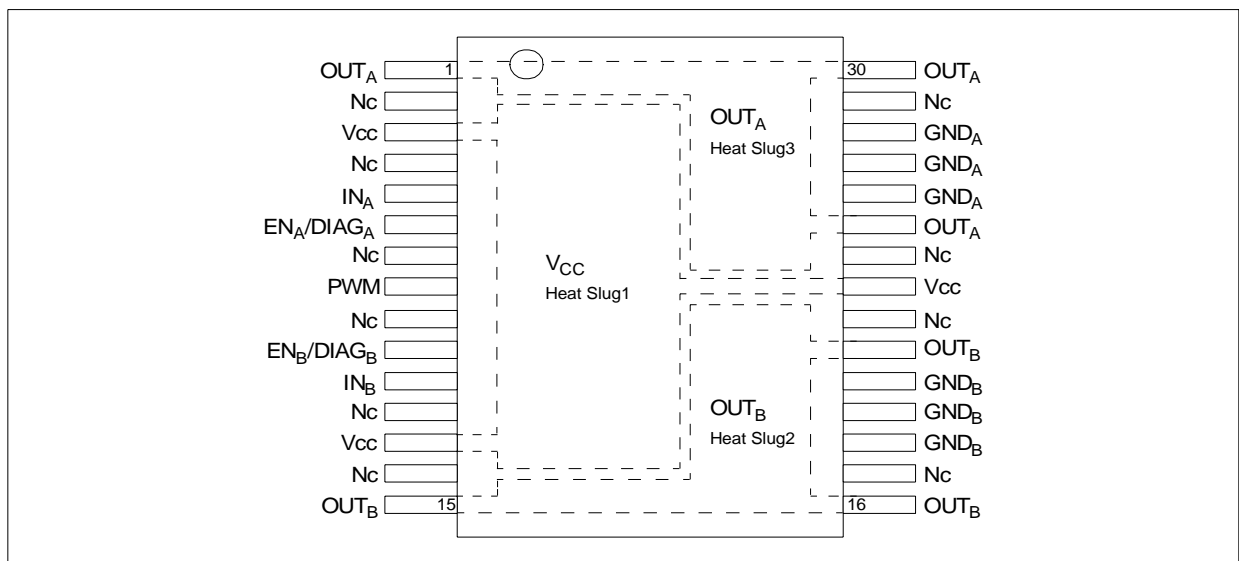 OUTA 1 30 OUTA
Nc Nc
Vcc GNDA
Nc GNDA
INA GNDA
ENA/DIAGA OUTA
Nc Nc
PWM Vcc
Nc Nc
ENB/DIAGB OUTB
INB GNDB
Nc GNDB
Vcc GNDB
Nc Nc
OUTB 15 16 OUTB
OUTA
Heat Slug3
VCC
Heat Slug1
OUTB
Heat Slug2